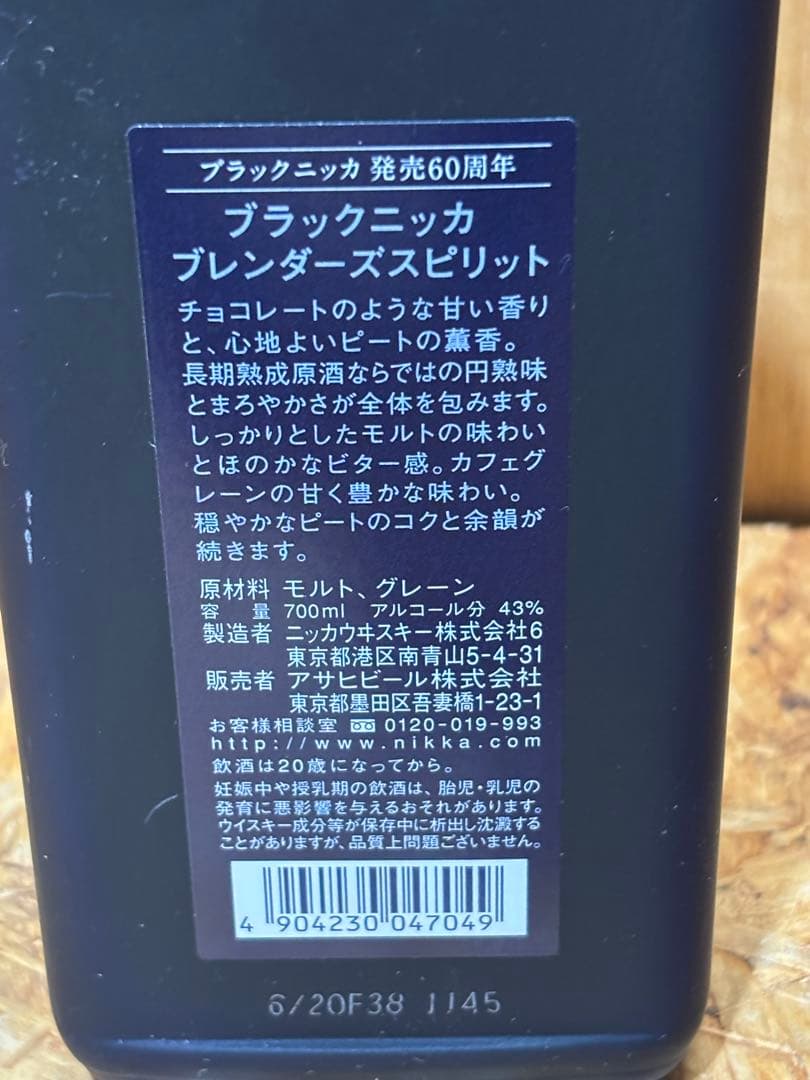 ブラックニッカ 発売60周年
ブラックニッカ
ブレンダーズスピリット
チョコレートのような甘い香り
と、心地よいピートの薫香。
長期熟成原酒ならではの円熟味
とまろやかさが全体を包みます。
しっかりとしたモルトの味わい
とほのかなビター感。カフェグ
レーンの甘く豊かな味わい。
穏やかなピートのコクと余韻が
続きます。
原材料 モルト、グレーン
容量 700ml アルコール分 43%
製造者 ニッカウヰスキー株式会社6
東京都港区南青山5-4-31
販売者 アサヒビール株式会社
東京都墨田区吾妻橋1-23-1
お客様相談室 0120-019-993
http://www.nikka.com
飲酒は20歳になってから。
妊娠中や授乳期の飲酒は、胎児・乳児の
発育に悪影響を与えるおそれがあります。
ウイスキー成分等が保存中に析出し沈澱する
ことがありますが、品質上問題ございません。
4 904230 047049
6/20F38 1145